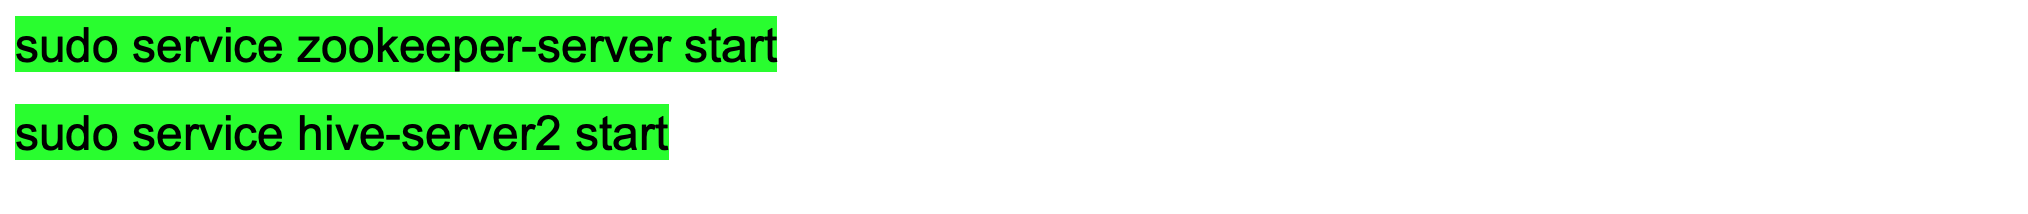 sudo service zookeeper-server start
sudo service hive-server2 start